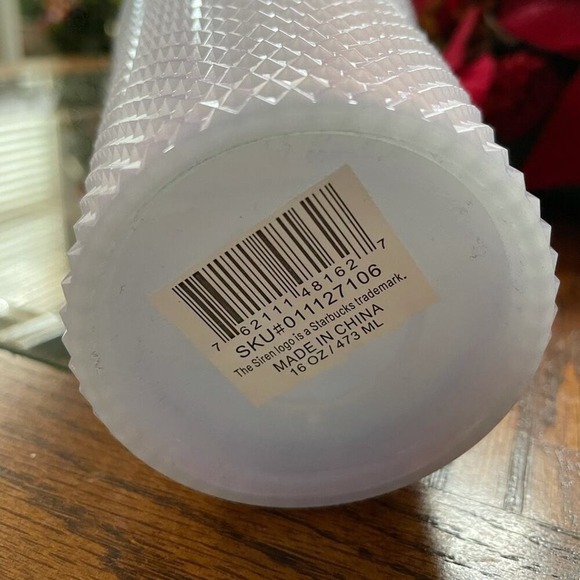 7 62111 48162 7
SKU#011127106
The Siren logo is a Starbucks trademark.
MADE IN CHINA
16 OZ / 473 ML